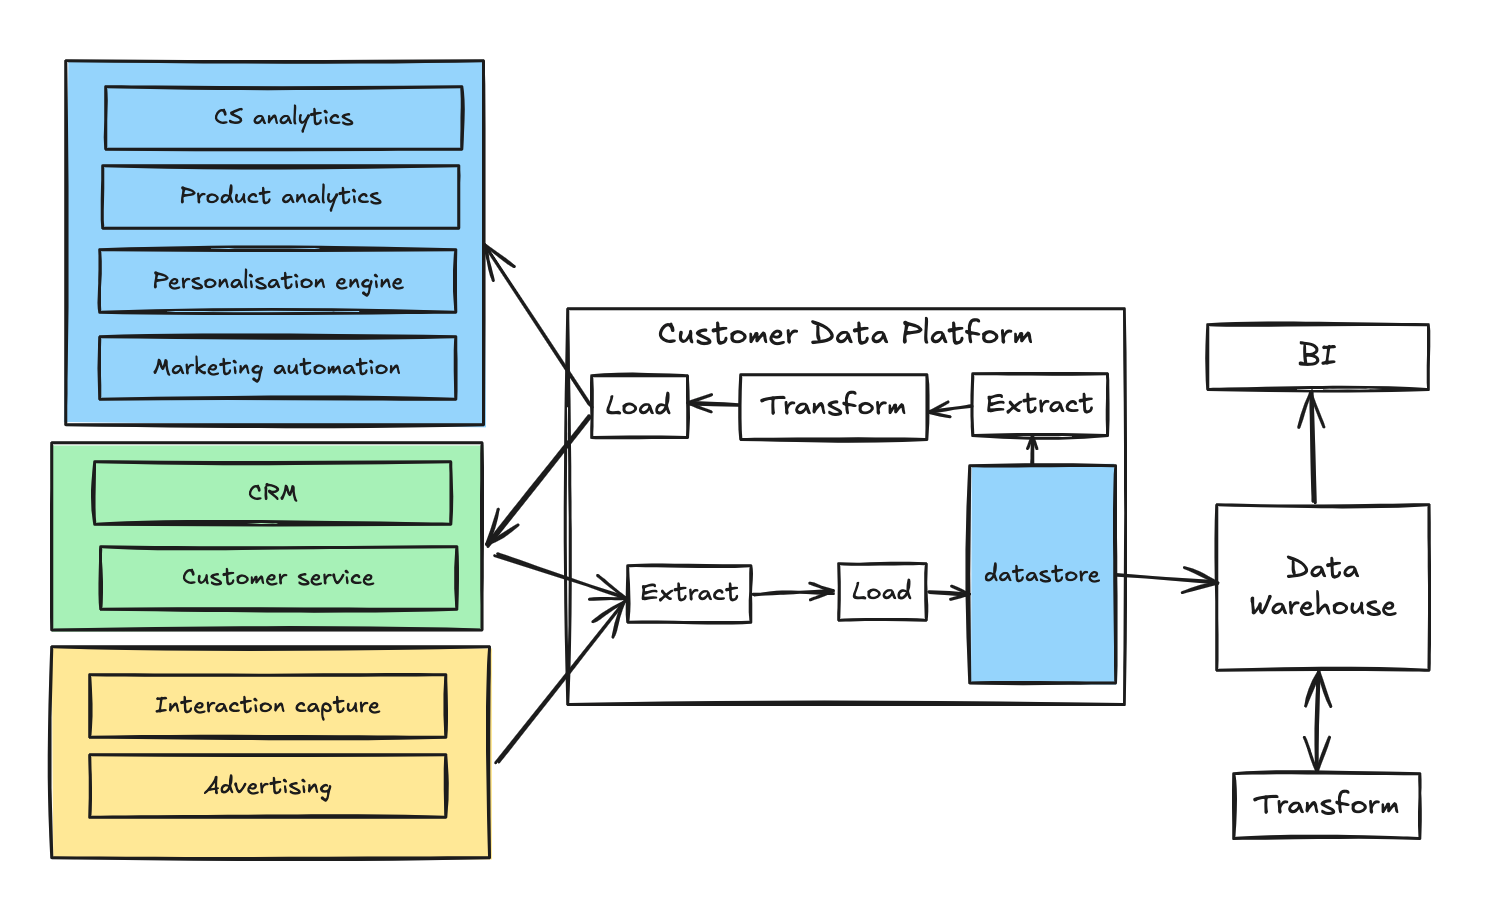 CS analytics
Product analytics
Personalisation engine
Marketing automation
CRM
Customer service
Interaction capture
Advertising
Customer Data Platform
Load
Transform
Extract
Extract
Load
datastore
BI
Data
Warehouse
Transform